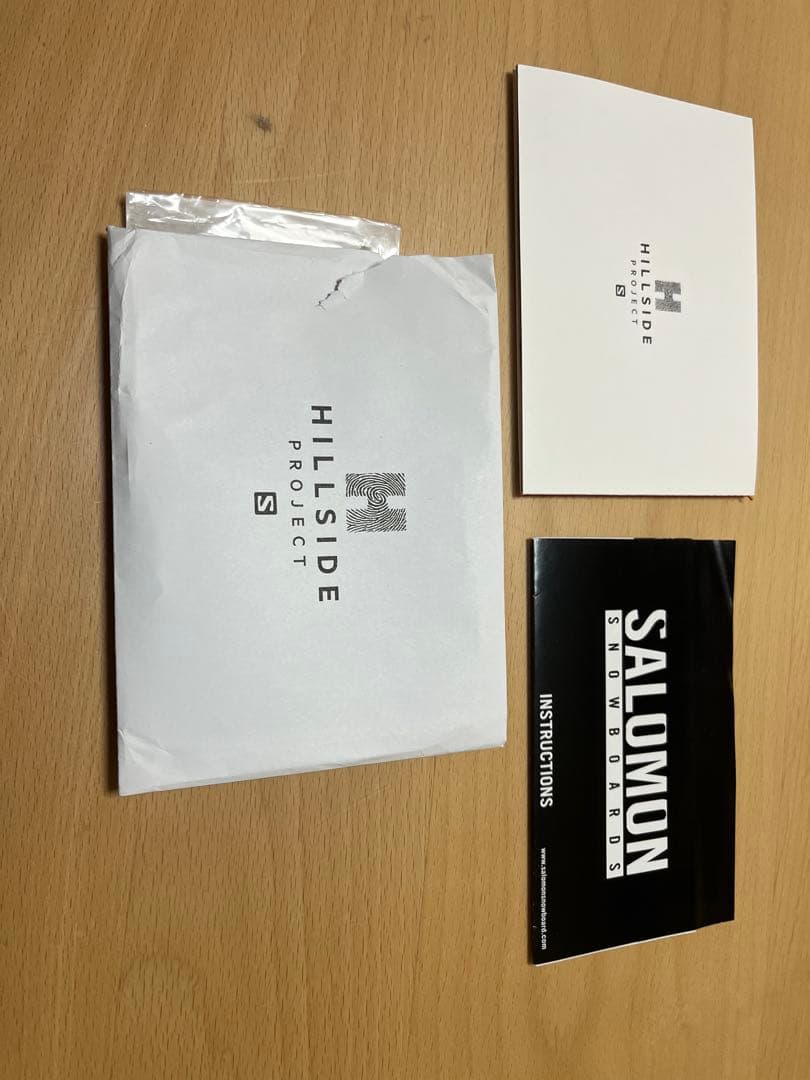 HILLSIDE
PROJECT
S
HILLSIDE
PROJECT
S
SALOMON
SNOWBOARDS
INSTRUCTIONS
www.salomonsnowboard.com